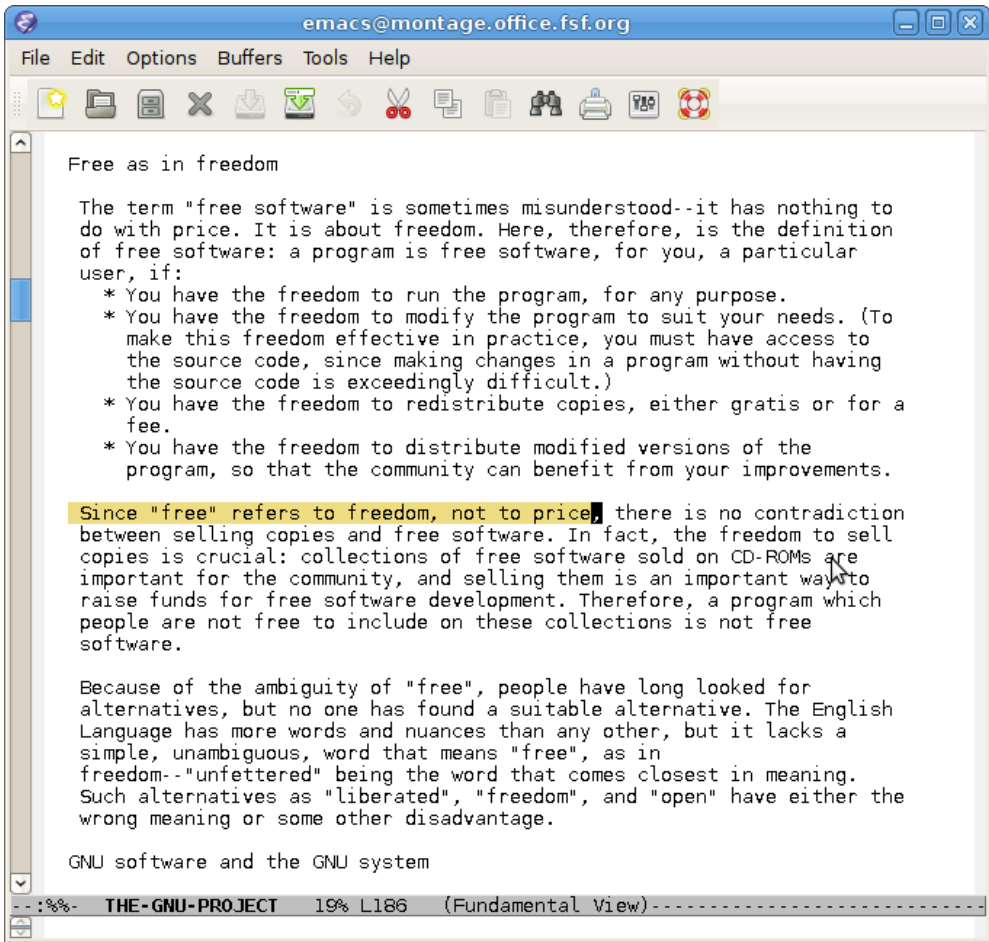 emacs@montage.office.fsf.org
File Edit Options Buffers Tools Help
Free as in freedom
The term "free software" is sometimes misunderstood--it has nothing to
do with price. It is about freedom. Here, therefore, is the definition
of free software: a program is free software, for you, a particular
user, if:
* You have the freedom to run the program, for any purpose.
* You have the freedom to modify the program to suit your needs. (To
make this freedom effective in practice, you must have access to
the source code, since making changes in a program without having
the source code is exceedingly difficult.)
* You have the freedom to redistribute copies, either gratis or for a
fee.
* You have the freedom to distribute modified versions of the
program, so that the community can benefit from your improvements.
Since "free" refers to freedom, not to price, there is no contradiction
between selling copies and free software. In fact, the freedom to sell
copies is crucial: collections of free software sold on CD-ROMs are
important for the community, and selling them is an important way to
raise funds for free software development. Therefore, a program which
people are not free to include on these collections is not free
software.
Because of the ambiguity of "free", people have long looked for
alternatives, but no one has found a suitable alternative. The English
Language has more words and nuances than any other, but it lacks a
simple, unambiguous, word that means "free", as in
freedom--"unfettered" being the word that comes closest in meaning.
Such alternatives as "liberated", "freedom", and "open" have either the
wrong meaning or some other disadvantage.
GNU software and the GNU system
--:%%- THE-GNU-PROJECT 19% L186 (Fundamental View)-----------------------------